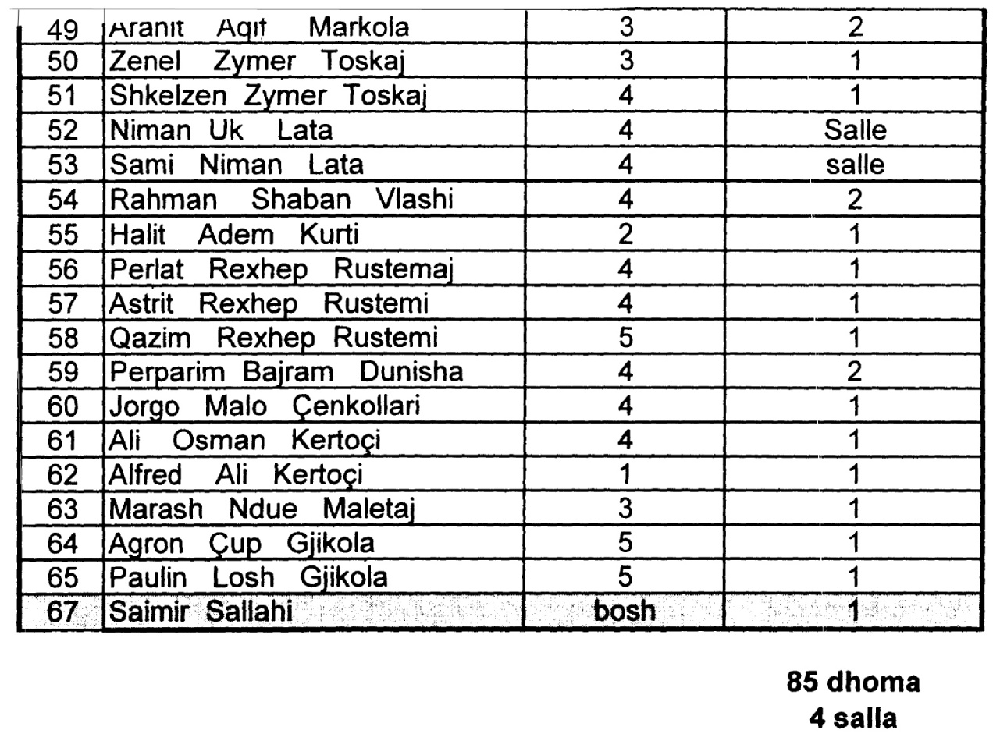 49 Aranit Aqif Markola 3 2
50 Zenel Zymer Toskaj 3 1
51 Shkelzen Zymer Toskaj 4 1
52 Niman Uk Lata 4 Salle
53 Sami Niman Lata 4 salle
54 Rahman Shaban Vlashi 4 2
55 Halit Adem Kurti 2 1
56 Perlat Rexhep Rustemaj 4 1
57 Astrit Rexhep Rustemi 4 1
58 Qazim Rexhep Rustemi 5 1
59 Perparim Bajram Dunisha 4 2
60 Jorgo Malo Çenkollari 4 1
61 Ali Osman Kertoçi 4 1
62 Alfred Ali Kertoçi 1 1
63 Marash Ndue Maletaj 3 1
64 Agron Çup Gjikola 5 1
65 Paulin Losh Gjikola 5 1
67 Saimir Sallahi bosh 1
85 dhoma
4 salla